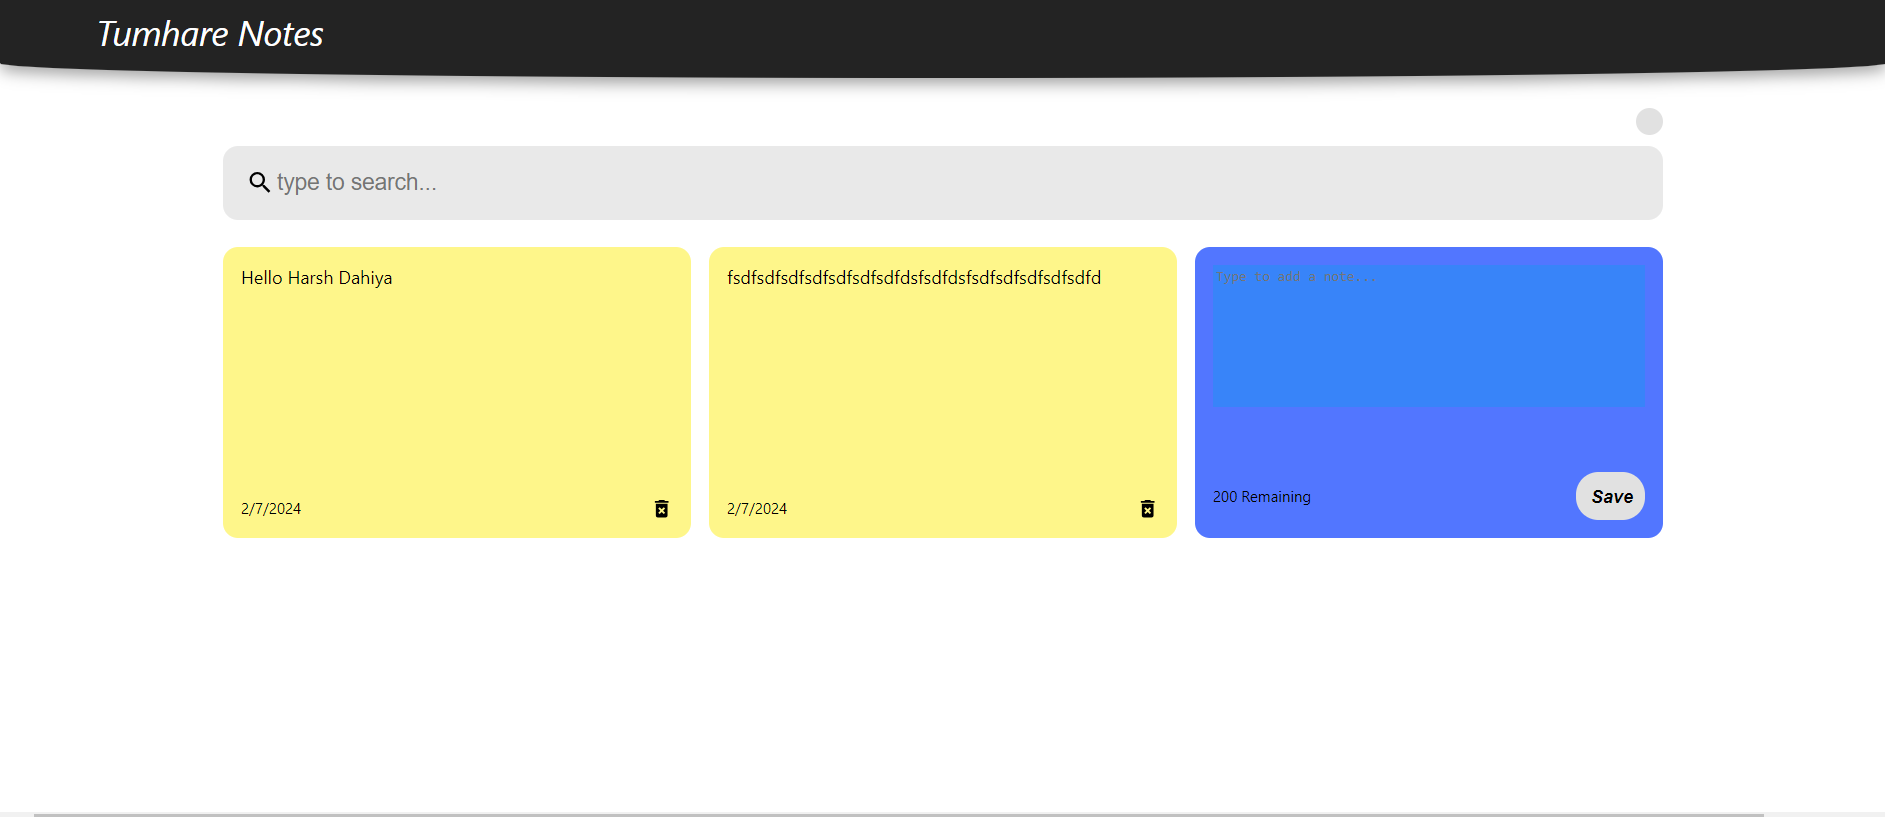 Tumhare Notes
type to search...
Hello Harsh Dahiya
2/7/2024
fsdfsdfsdfsdfsdfsdfsdfdsfsdfdsfsdfsdfsdfsdfsdfd
2/7/2024
Type to add a note...
200 Remaining
Save